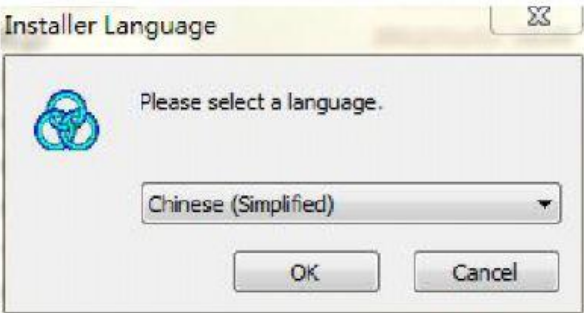 Installer Language
Please select a language.
Chinese (Simplified)
OK
Cancel